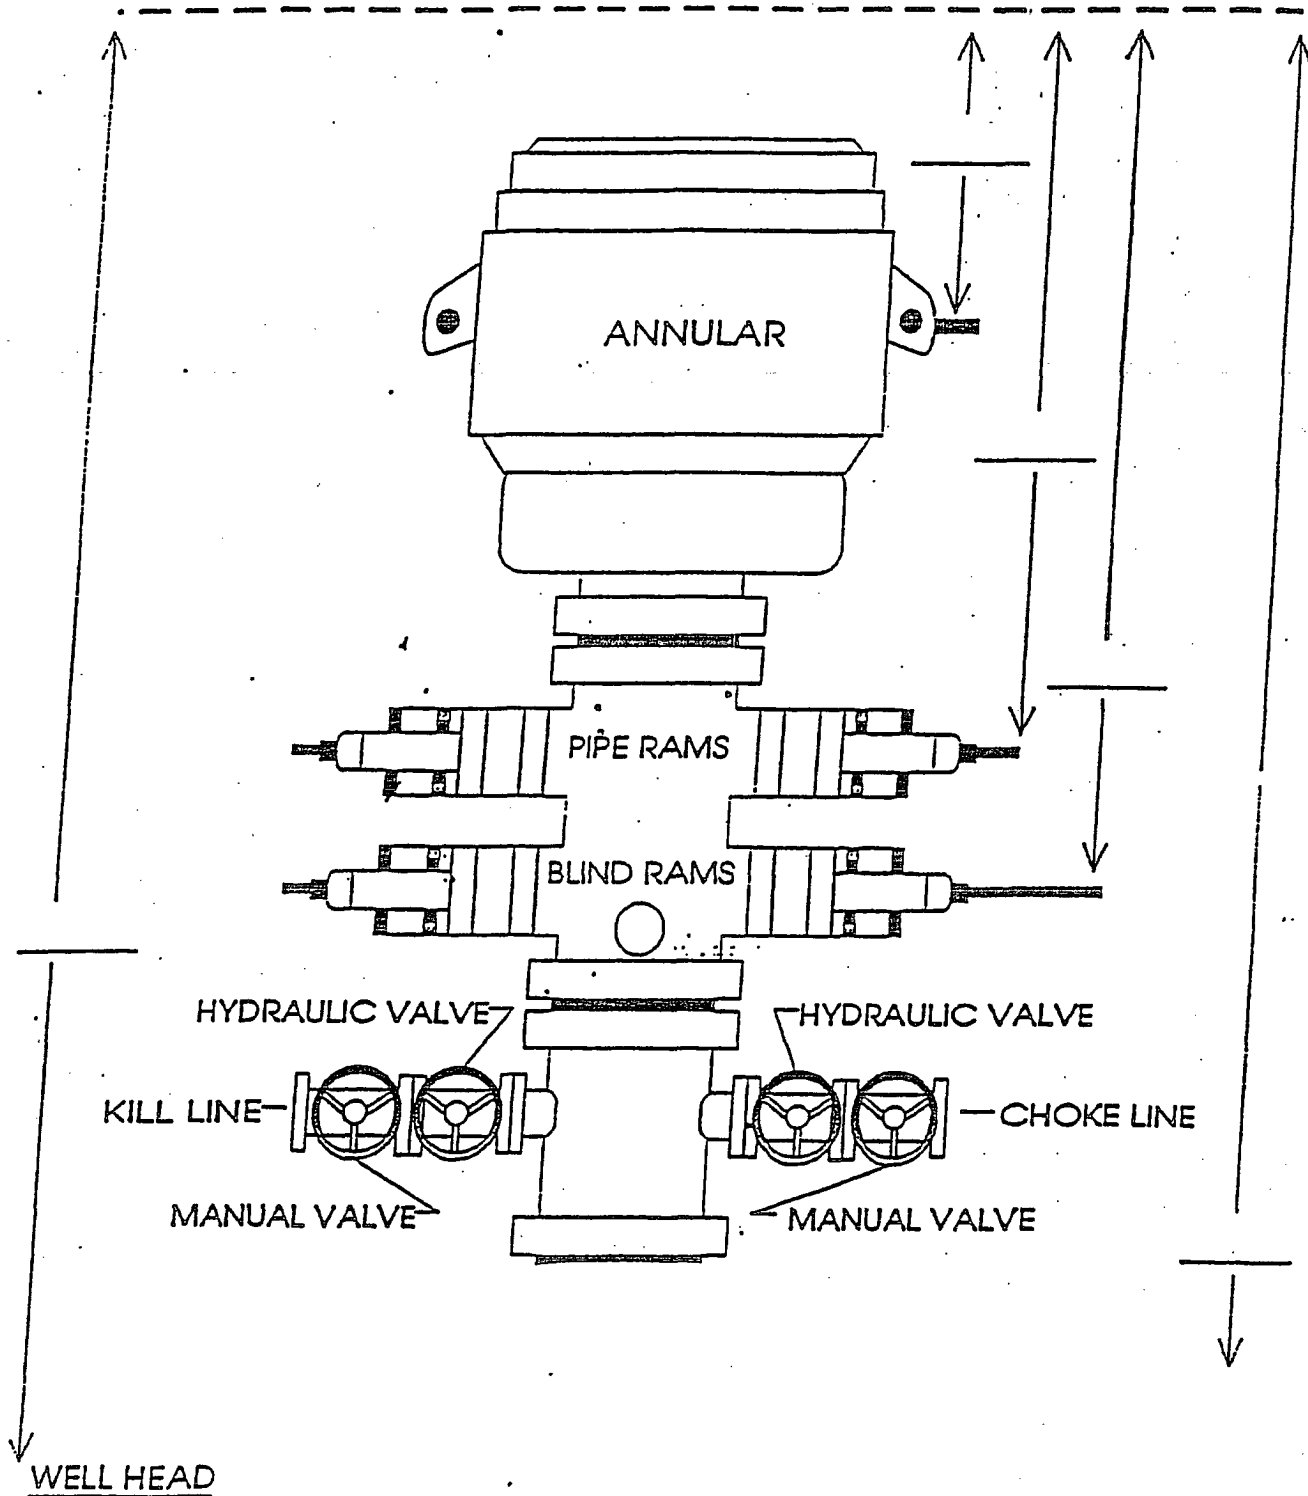 ANNULAR
PIPE RAMS
BLIND RAMS
HYDRAULIC VALVE
HYDRAULIC VALVE
KILL LINE
CHOKE LINE
MANUAL VALVE
MANUAL VALVE
WELL HEAD